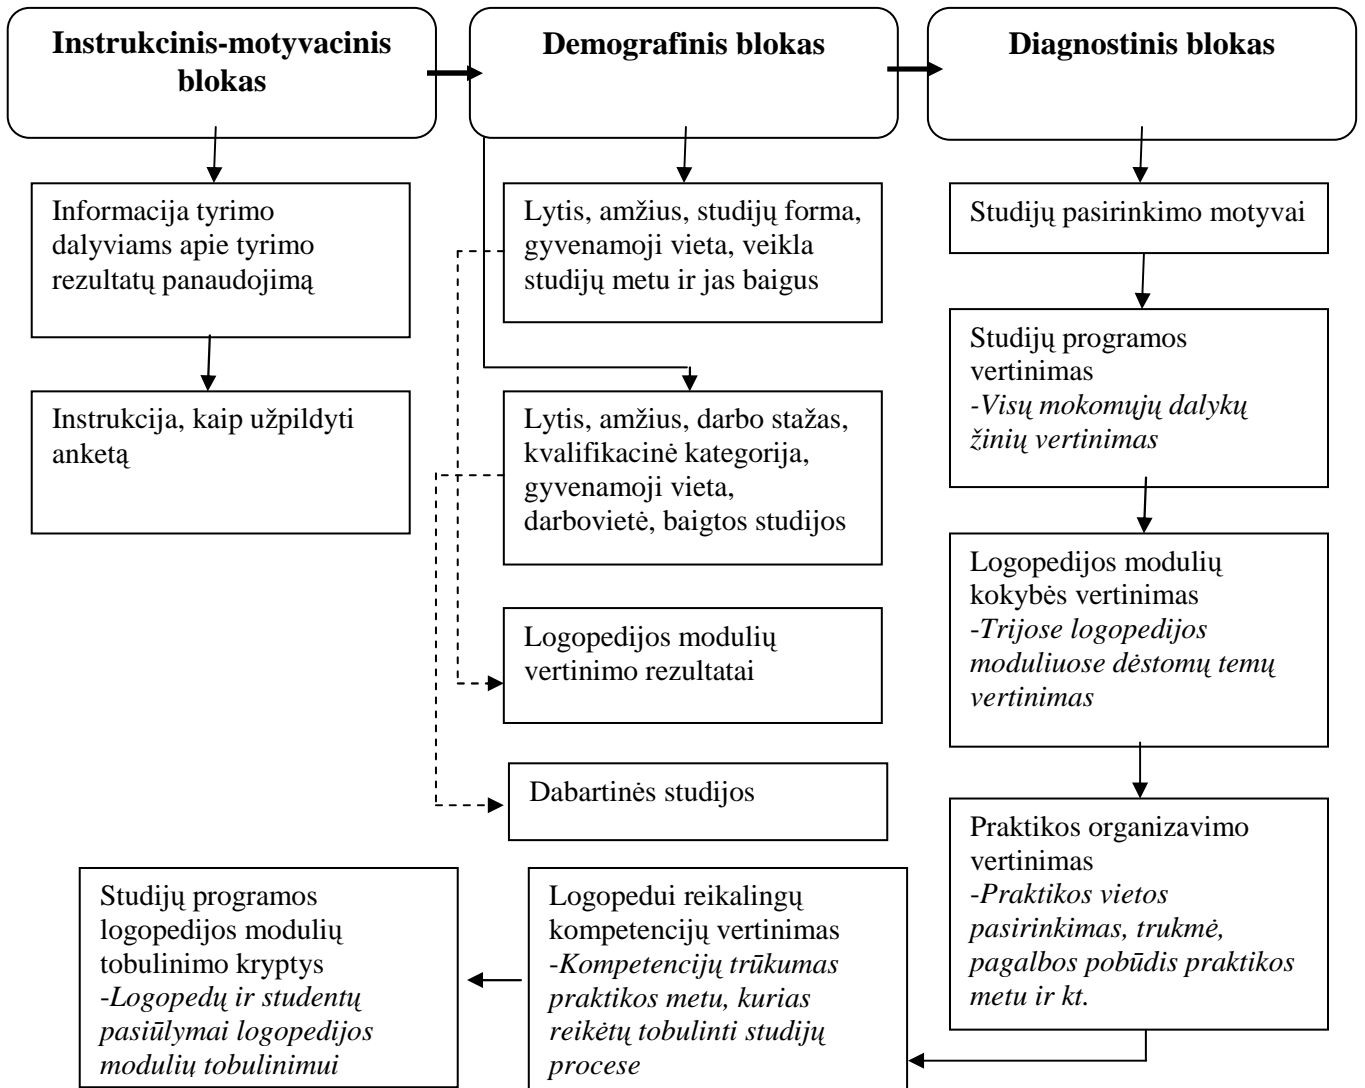 Instrukcinis-motyvacinis
blokas
Demografinis blokas
Diagnostinis blokas
Informacija tyrimo
dalyviams apie tyrimo
rezultatų panaudojimą
Instrukcija, kaip užpildyti
anketą
Lytis, amžius, studijų forma,
gyvenamoji vieta, veikla
studijų metu ir jas baigus
Lytis, amžius, darbo stažas,
kvalifikacinė kategorija,
gyvenamoji vieta,
darbovietė, baigtos studijos
Logopedijos modulių
vertinimo rezultatai
Dabartinės studijos
Studijų pasirinkimo motyvai
Studijų programos
vertinimas
-Visų mokomųjų dalykų
žinių vertinimas
Logopedijos modulių
kokybės vertinimas
-Trijose logopedijos
moduliuose dėstomų temų
vertinimas
Praktikos organizavimo
vertinimas
-Praktikos vietos
pasirinkimas, trukmė,
pagalbos pobūdis praktikos
metu ir kt.
Logopedui reikalingų
kompetencijų vertinimas
-Kompetencijų trūkumas
praktikos metu, kurias
reikėtų tobulinti studijų
procese
Studijų programos
logopedijos modulių
tobulinimo kryptys
-Logopedų ir studentų
pasiūlymai logopedijos
modulių tobulinimui